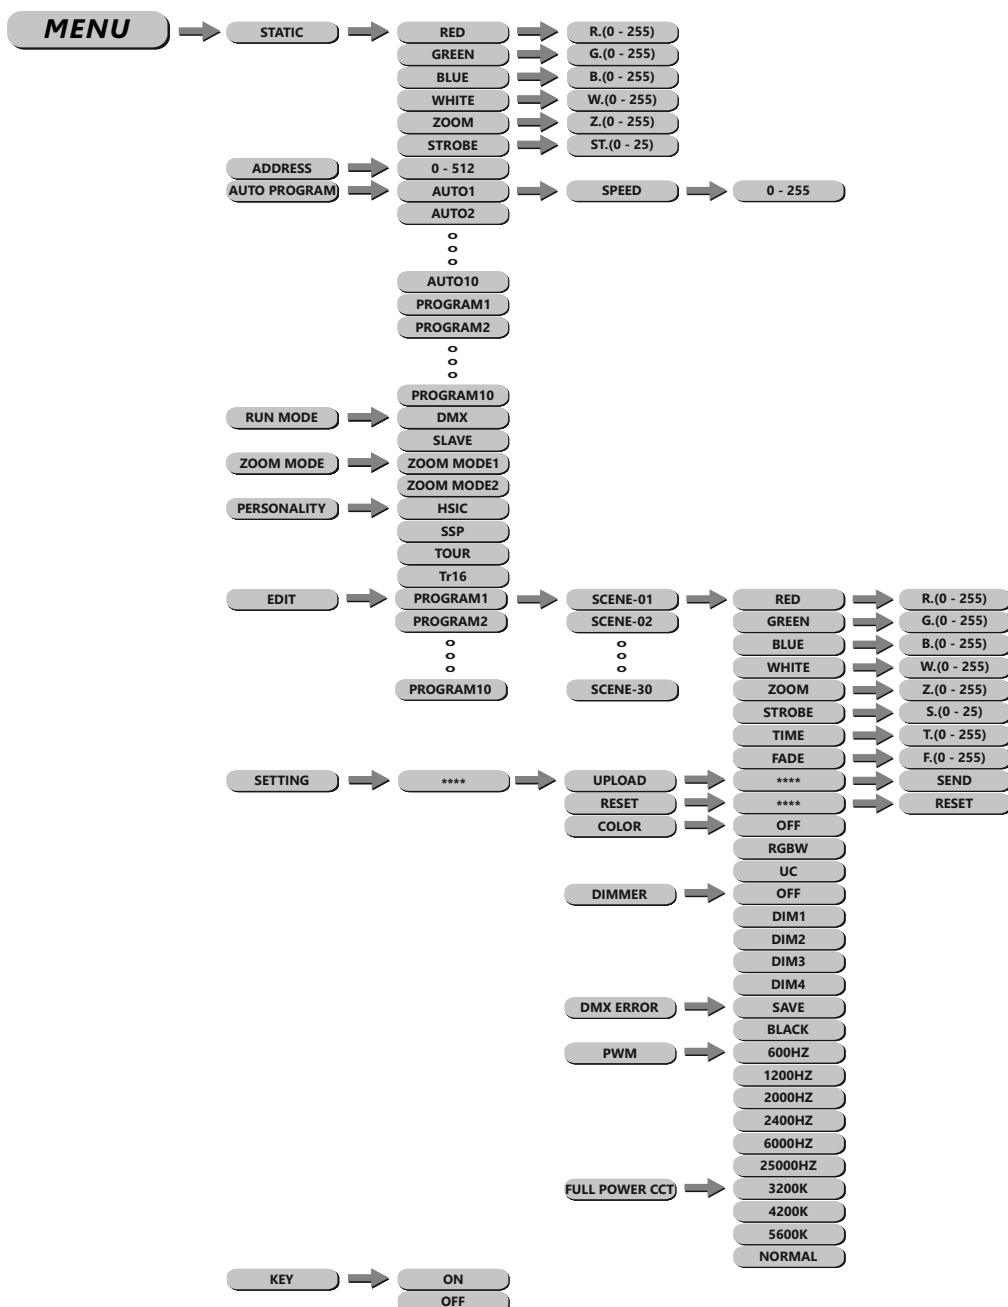 MENU STATIC RED R.(0 - 255)
GREEN G.(0 - 255)
BLUE B.(0 - 255)
WHITE W.(0 - 255)
ZOOM Z.(0 - 255)
STROBE ST.(0 - 25)
ADDRESS 0 - 512
AUTO PROGRAM AUTO1 SPEED 0 - 255
AUTO2
AUTO10
PROGRAM1
PROGRAM2
PROGRAM10
RUN MODE DMX
SLAVE
ZOOM MODE ZOOM MODE1
ZOOM MODE2
PERSONALITY HSIC
SSP
TOUR
Tr16
EDIT PROGRAM1 SCENE-01 RED R.(0 - 255)
PROGRAM2 SCENE-02 GREEN G.(0 - 255)
BLUE B.(0 - 255)
WHITE W.(0 - 255)
PROGRAM10 SCENE-30 ZOOM Z.(0 - 255)
STROBE S.(0 - 25)
TIME T.(0 - 255)
FADE F.(0 - 255)
SETTING **** UPLOAD **** SEND
RESET **** RESET
COLOR OFF
RGBW
UC
DIMMER OFF
DIM1
DIM2
DIM3
DIM4
DMX ERROR SAVE
BLACK
PWM 600HZ
1200HZ
2000HZ
2400HZ
6000HZ
25000HZ
FULL POWER CCT 3200K
4200K
5600K
NORMAL
KEY ON
OFF